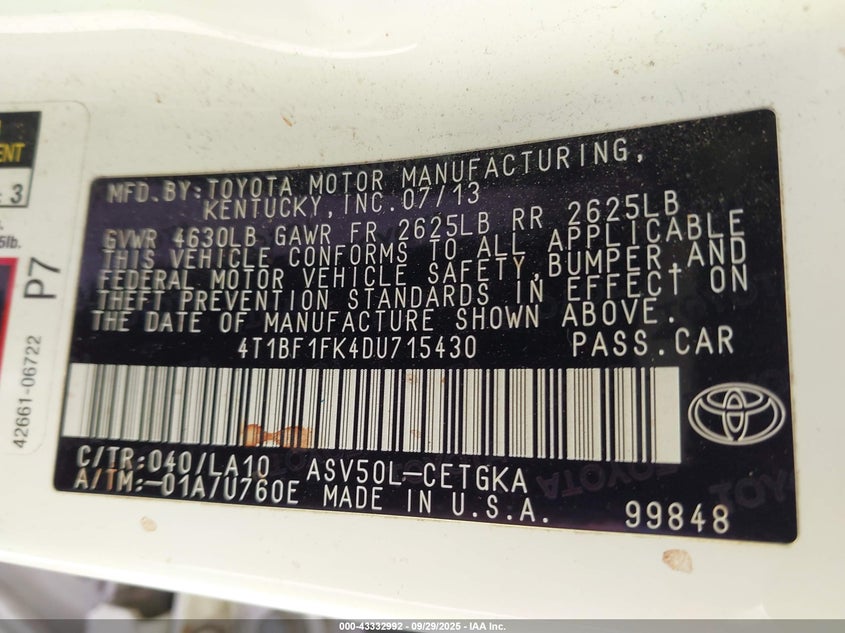 ENT
3
5lb.
P7
42661-06722
MFD.BY:TOYOTA MOTOR MANUFACTURING,
KENTUCKY,INC.07/13
GVWR 4630LB GAWR FR 2625LB RR 2625LB
THIS VEHICLE CONFORMS TO ALL APPLICABLE
FEDERAL MOTOR VEHICLE SAFETY,BUMPER,AND
THEFT PREVENTION STANDARDS IN EFFECT ON
THE DATE OF MANUFACTURE SHOWN ABOVE.
4T1BF1FK4DU715430 PASS.CAR
C/TR:040/LA10 ASV50L-CETGKA
A/TM:-01A/U760E MADE IN U.S.A. 99848
000-43332992 - 09/29/2025 - IAA Inc.